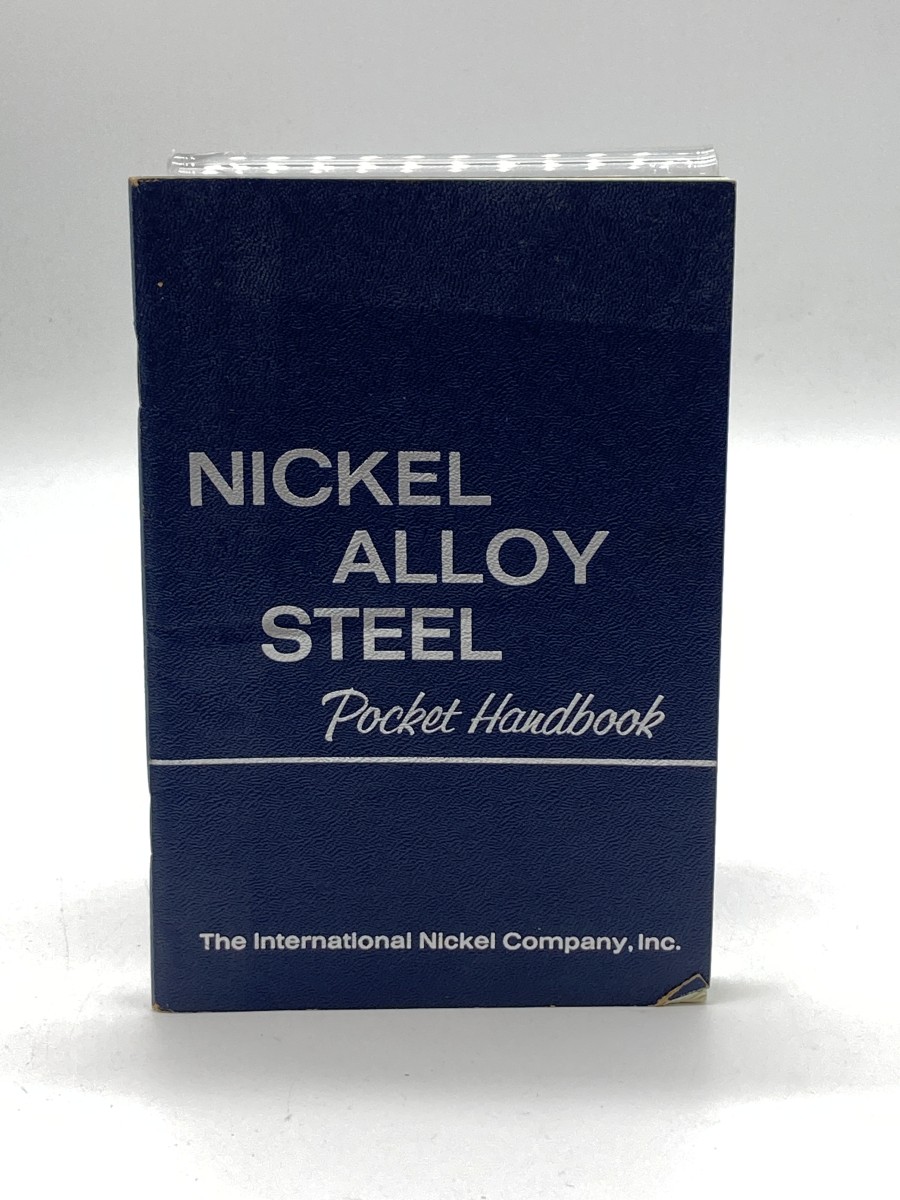 NICKEL
ALLOY
STEEL
Pocket Handbook
The International Nickel Company, Inc.